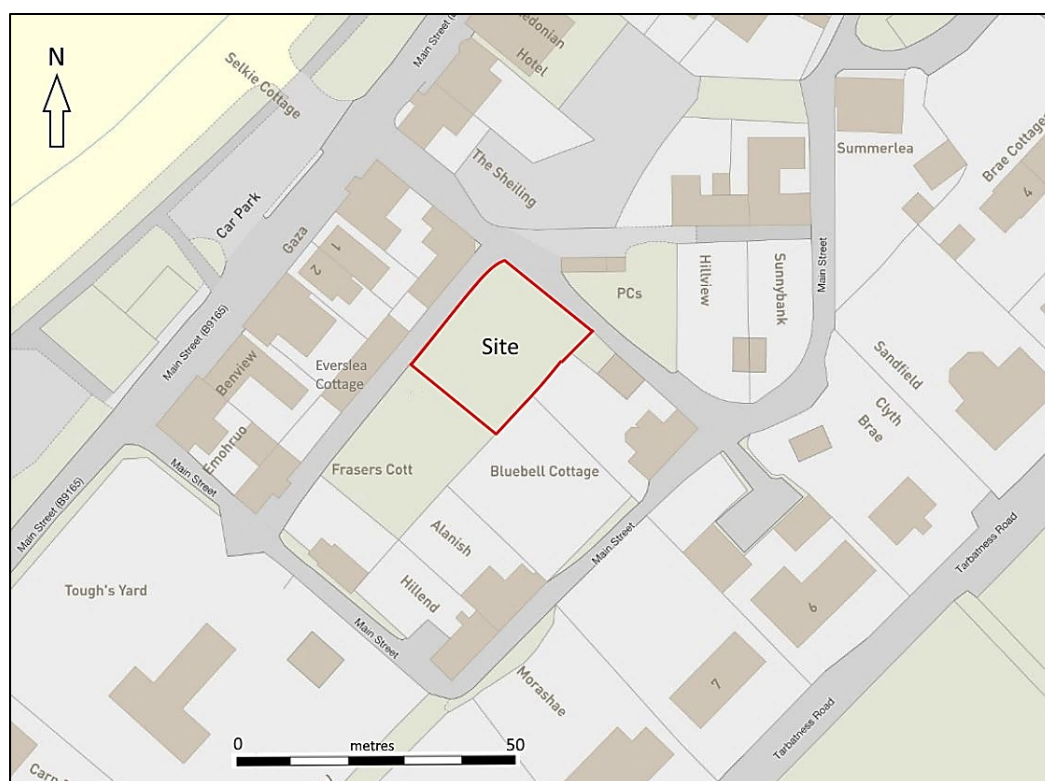 N
Selkie Cottage
Main Street (B
edonian
Hotel
Car Park
The Sheiling
Summerlea
Brae Cottages
4
Gaza
1
2
PCs
Hillview
Sunnybank
Main Street
Site
Main Street (B9165)
Benview
Everslea
Cottage
Sandfield
Clyth
Brae
Emohruo
Main Street
Frasers Cott
Bluebell Cottage
Main Street (B9165)
Alanish
Main Street
Tarbatness Road
Tough's Yard
Hillend
6
Main Street
Morashae
7
Tarbatness Road
0
metres
50